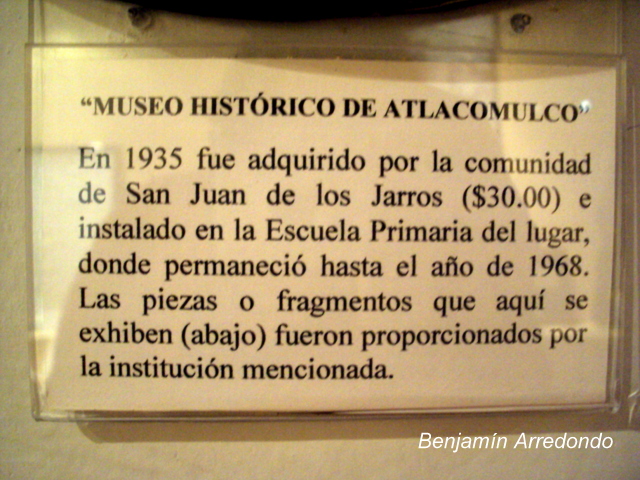 “MUSEO HISTÓRICO DE ATLACOMULCO”
En 1935 fue adquirido por la comunidad
de San Juan de los Jarros ($30.00) e
instalado en la Escuela Primaria del lugar,
donde permaneció hasta el año de 1968.
Las piezas o fragmentos que aquí se
exhiben (abajo) fueron proporcionados por
la institución mencionada.
Benjamín Arredondo